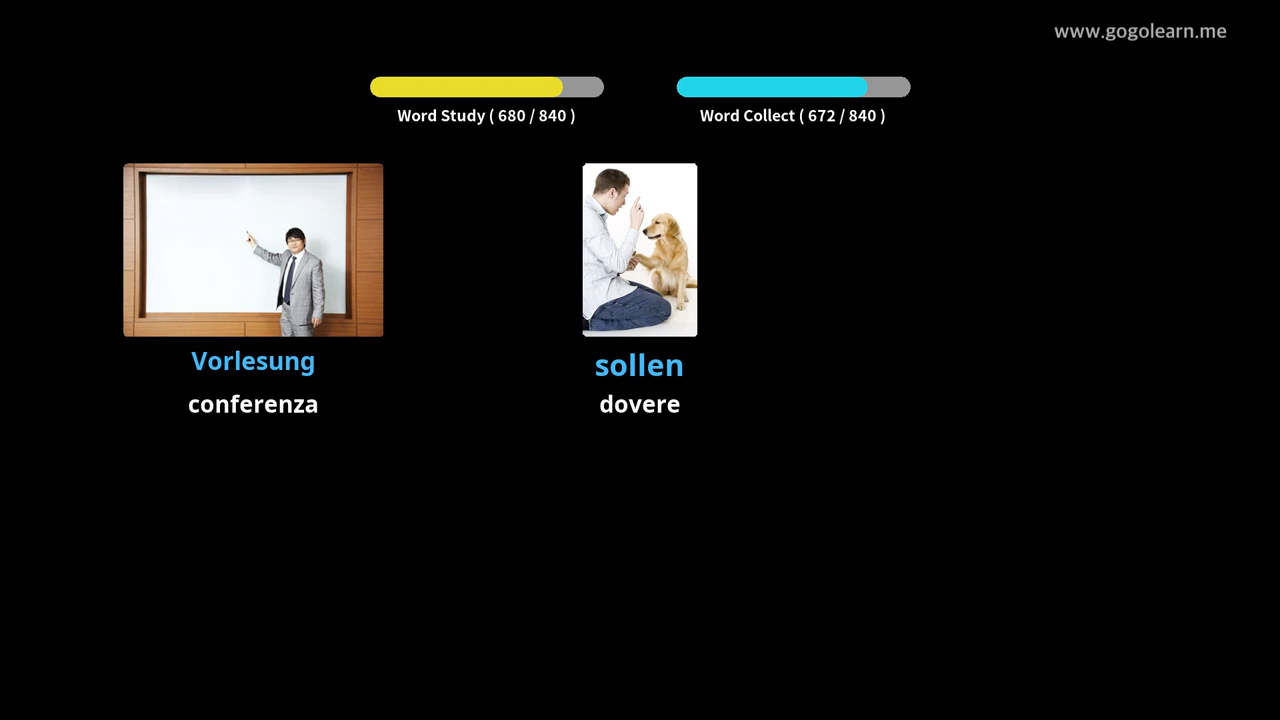 www.gogolearn.me
Word Study ( 680 / 840 )
Word Collect ( 672 / 840 )
Vorlesung
conferenza
sollen
dovere